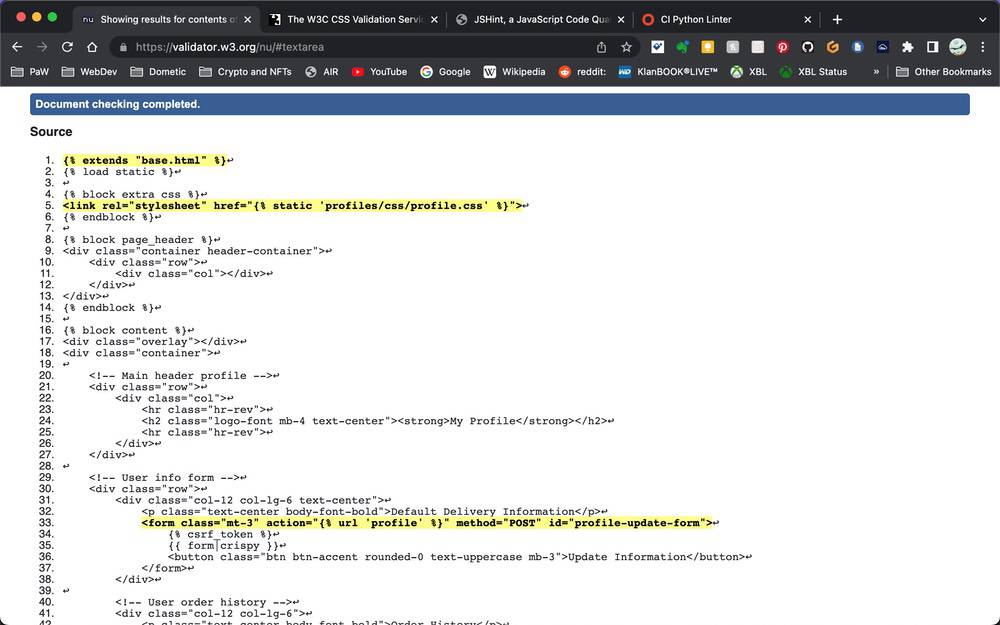 Showing results for contents of
The W3C CSS Validation Servi
JSHint, a JavaScript Code Qua
CI Python Linter
https://validator.w3.org/nu/#textarea
PaW WebDev Dometic Crypto and NFTs AIR YouTube Google Wikipedia reddit: KlanBOOK®LIVE™ XBL XBL Status » Other Bookmarks
Document checking completed.
Source
1. {% extends "base.html" %}↩
2. {% load static %}↩
3. ↩
4. {% block extra_css %}↩
5. <link rel="stylesheet" href="{% static 'profiles/css/profile.css' %}">↩
6. {% endblock %}↩
7. ↩
8. {% block page_header %}↩
9. <div class="container header-container">↩
10. <div class="row">↩
11. <div class="col"></div>↩
12. </div>↩
13. </div>↩
14. {% endblock %}↩
15. ↩
16. {% block content %}↩
17. <div class="overlay"></div>↩
18. <div class="container">↩
19. ↩
20. <!-- Main header profile -->↩
21. <div class="row">↩
22. <div class="col">↩
23. <hr class="hr-rev">↩
24. <h2 class="logo-font mb-4 text-center"><strong>My Profile</strong></h2>↩
25. <hr class="hr-rev">↩
26. </div>↩
27. </div>↩
28. ↩
29. <!-- User info form -->↩
30. <div class="row">↩
31. <div class="col-12 col-lg-6 text-center">↩
32. <p class="text-center body-font-bold">Default Delivery Information</p>↩
33. <form class="mt-3" action="{% url 'profile' %}" method="POST" id="profile-update-form">↩
34. {% csrf_token %}↩
35. {{ form|crispy }}↩
36. <button class="btn btn-accent rounded-0 text-uppercase mb-3">Update Information</button>↩
37. </form>↩
38. </div>↩
39. ↩
40. <!-- User order history -->↩
41. <div class="col-12 col-lg-6">↩
42. <p class="text-center body-font-bold">Order History</p>↩